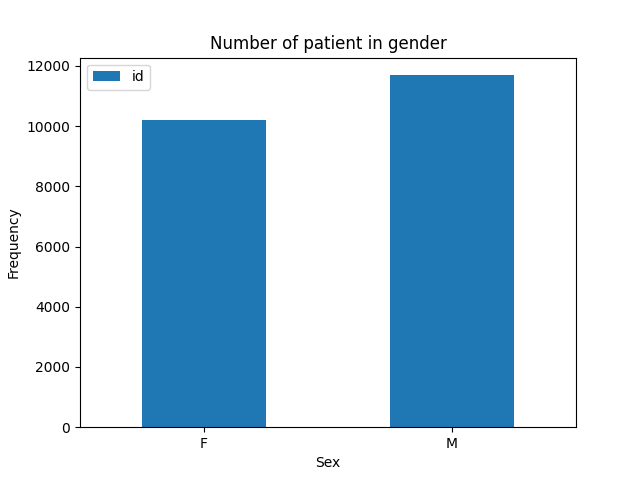 Number of patient in gender
id
12000
10000
8000
6000
4000
2000
0
Frequency
F
M
Sex